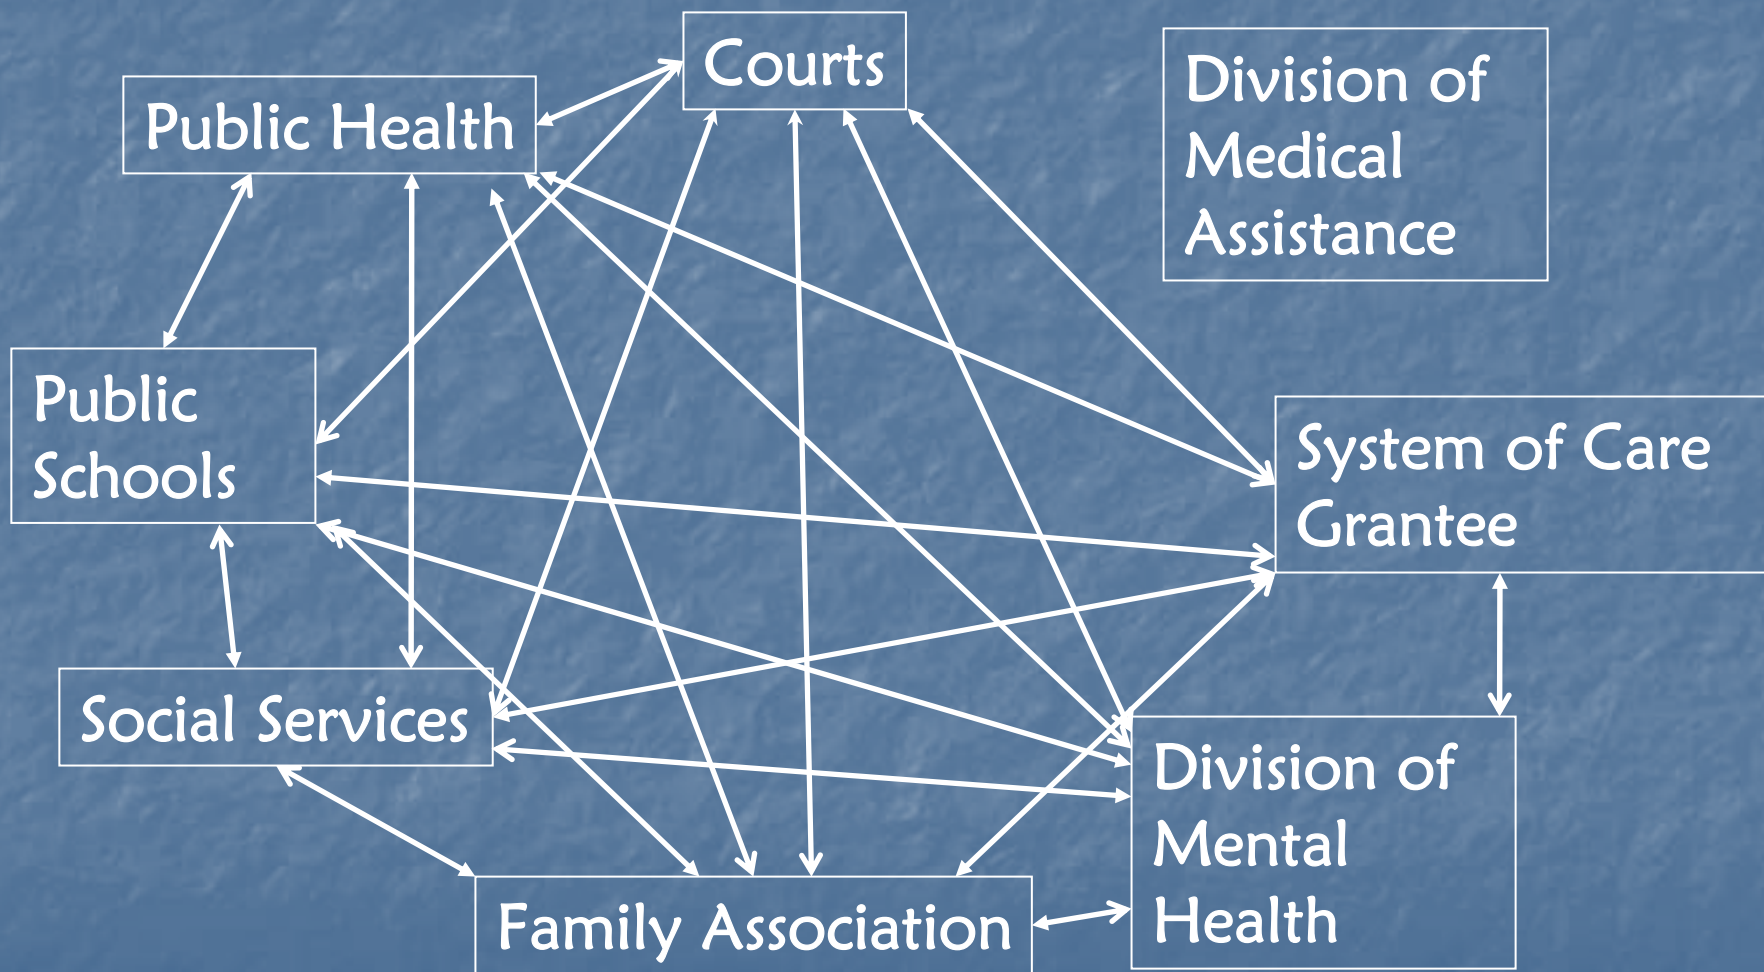 Courts
Division of
Medical
Assistance
Public Health
Public
Schools
System of Care
Grantee
Social Services
Division of
Mental
Health
Family Association